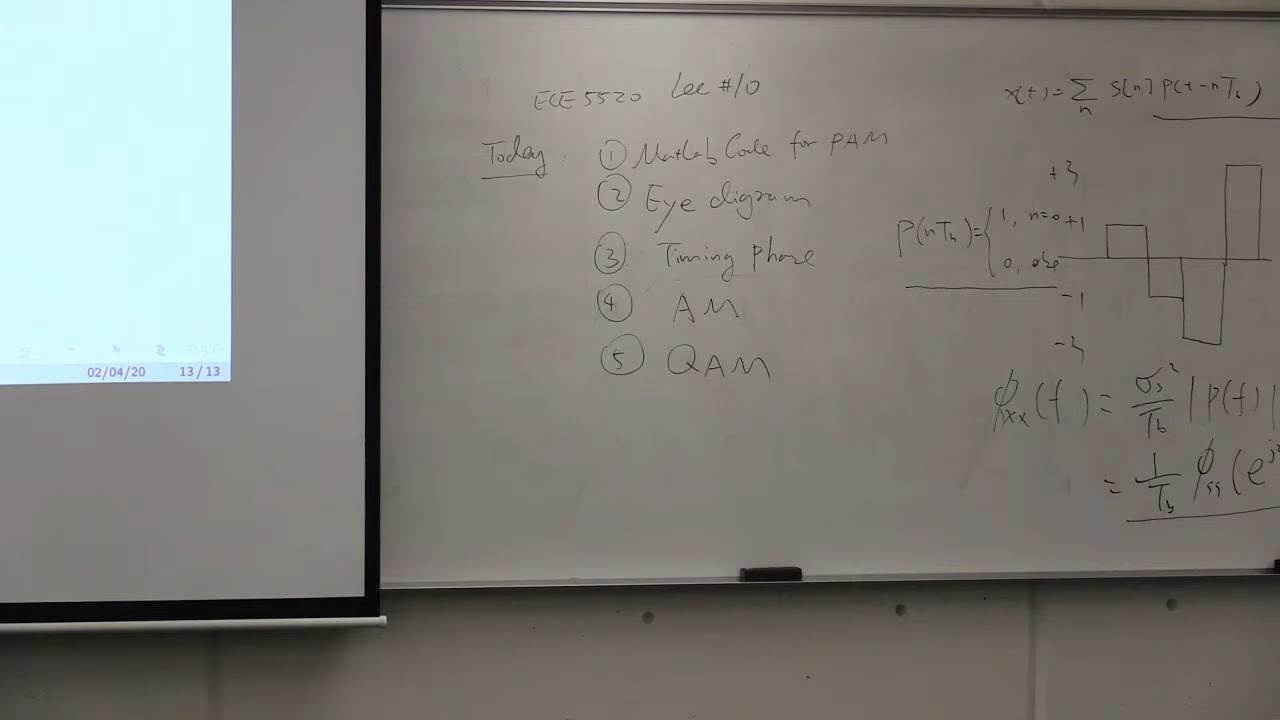 ECE 5520 Lec #10
Today: ① Matlab Code for PAM
② Eye digram
③ Timing Phase
④ AM
⑤ QAM
x(t) = ∑n S[n] P(t - nTb)
+3
+1
-1
-3
P(nTb) = { 1, n=0
0, else
ϕxx(f) = σs²/Tb |P(f)|
= 1/Tb ϕss(e^j2
02/04/20 13/13